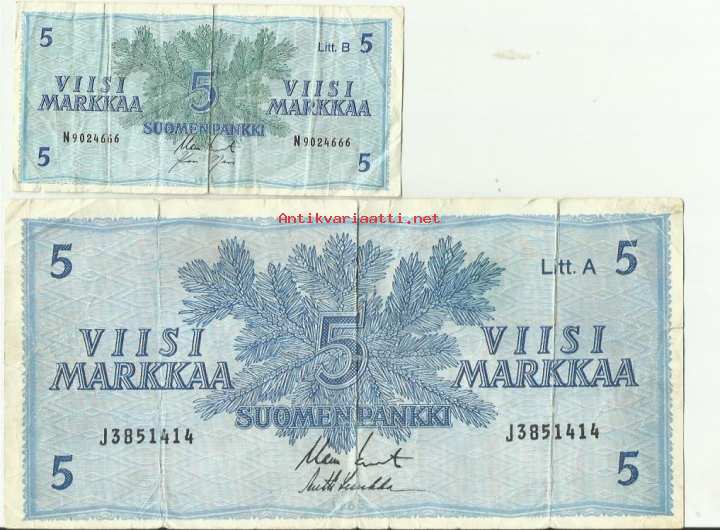 5 Litt. B 5
VIISI 5 VIISI
MARKKAA MARKKAA
SUOMEN PANKKI
N9024666 N9024666
5 5
Antikvariaatti.net
5 Litt. A 5
VIISI 5 VIISI
MARKKAA MARKKAA
SUOMEN PANKKI
J3851414 J3851414
5 5